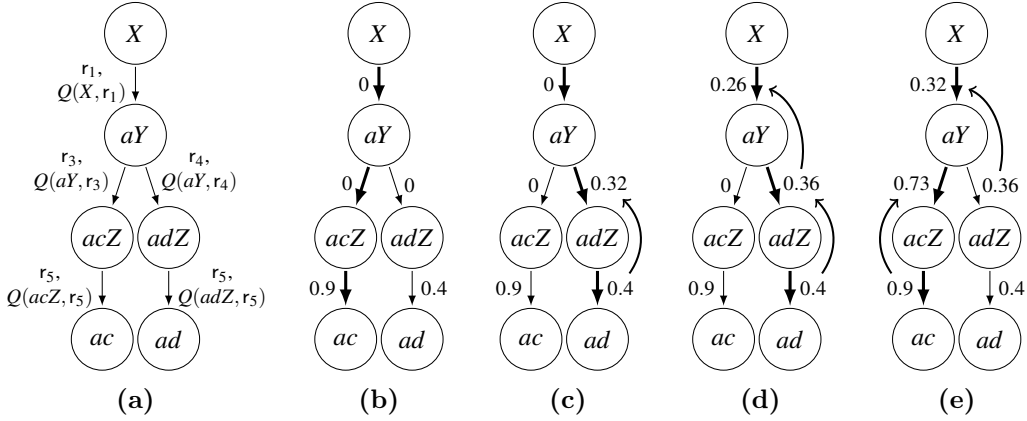 X
r₁,
Q(X,r₁)
aY
r₃,
Q(aY,r₃)
r₄,
Q(aY,r₄)
acZ
adZ
r₅,
Q(acZ,r₅)
r₅,
Q(adZ,r₅)
ac
ad
(a)
X
0
aY
0
0
acZ
adZ
0.9
0.4
ac
ad
(b)
X
0
aY
0
0.32
acZ
adZ
0.9
0.4
ac
ad
(c)
X
0.26
aY
0
0.36
acZ
adZ
0.9
0.4
ac
ad
(d)
X
0.32
aY
0.73
0.36
acZ
adZ
0.9
0.4
ac
ad
(e)